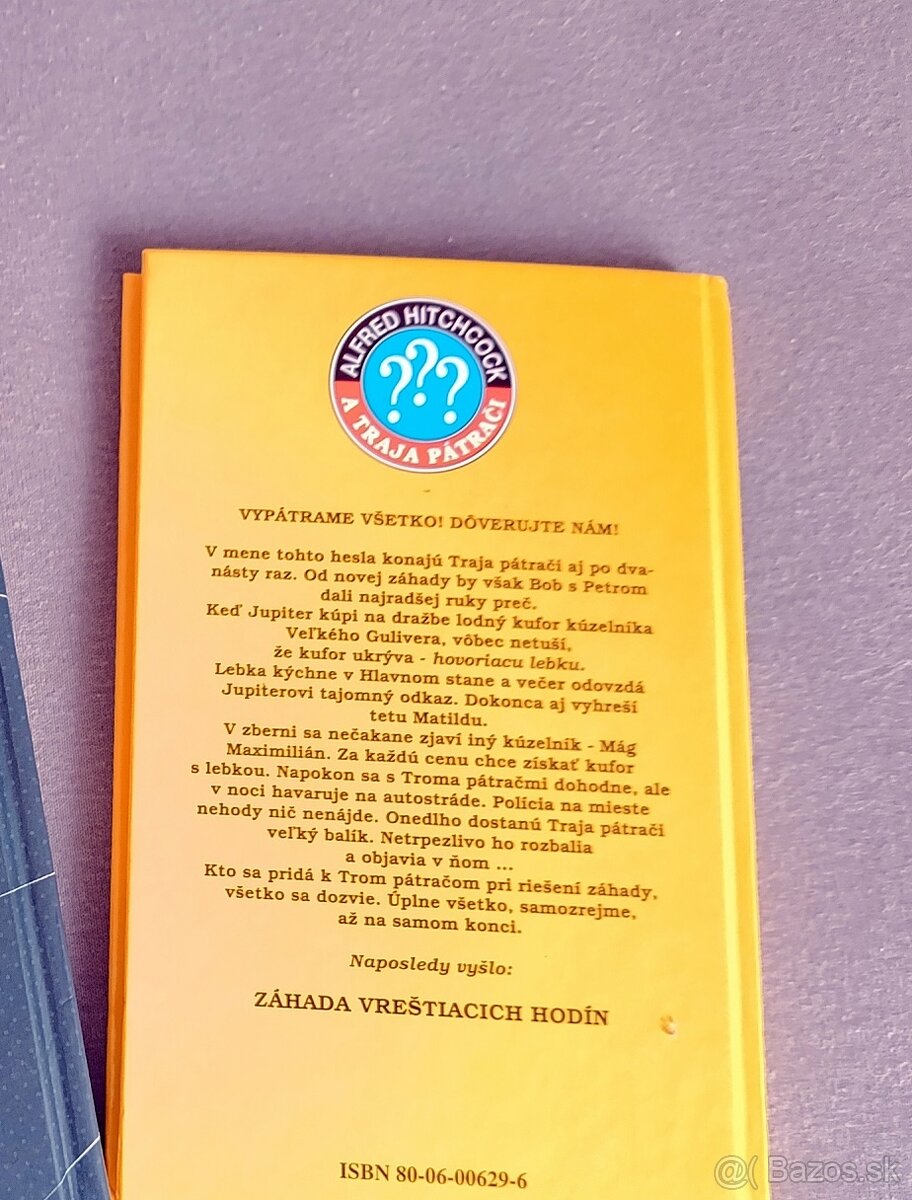 ALFRED HITCHCOCK
???
A TRAJA PÁTRAČI
VYPÁTRAME VŠETKO! DÔVERUJTE NÁM!
V mene tohto hesla konajú Traja pátrači aj po dva-
násty raz. Od novej záhady by však Bob s Petrom
dali najradšej ruky preč.
Keď Jupiter kúpi na dražbe lodný kufor kúzelníka
Veľkého Gulivera, vôbec netuší,
že kufor ukrýva - hovoriacu lebku.
Lebka kýchne v Hlavnom stane a večer odovzdá
Jupiterovi tajomný odkaz. Dokonca aj vyhreší
tetu Matildu.
V zberni sa nečakane zjaví iný kúzelník - Mág
Maximilián. Za každú cenu chce získať kufor
s lebkou. Napokon sa s Troma pátračmi dohodne, ale
v noci havaruje na autostráde. Polícia na mieste
nehody nič nenájde. Onedlho dostanú Traja pátrači
veľký balík. Netrpezlivo ho rozbalia
a objavia v ňom ...
Kto sa pridá k Trom pátračom pri riešení záhady,
všetko sa dozvie. Úplne všetko, samozrejme,
až na samom konci.
Naposledy vyšlo:
ZÁHADA VREŠTIACICH HODÍN
ISBN 80-06-00629-6
@( Bazos.sk